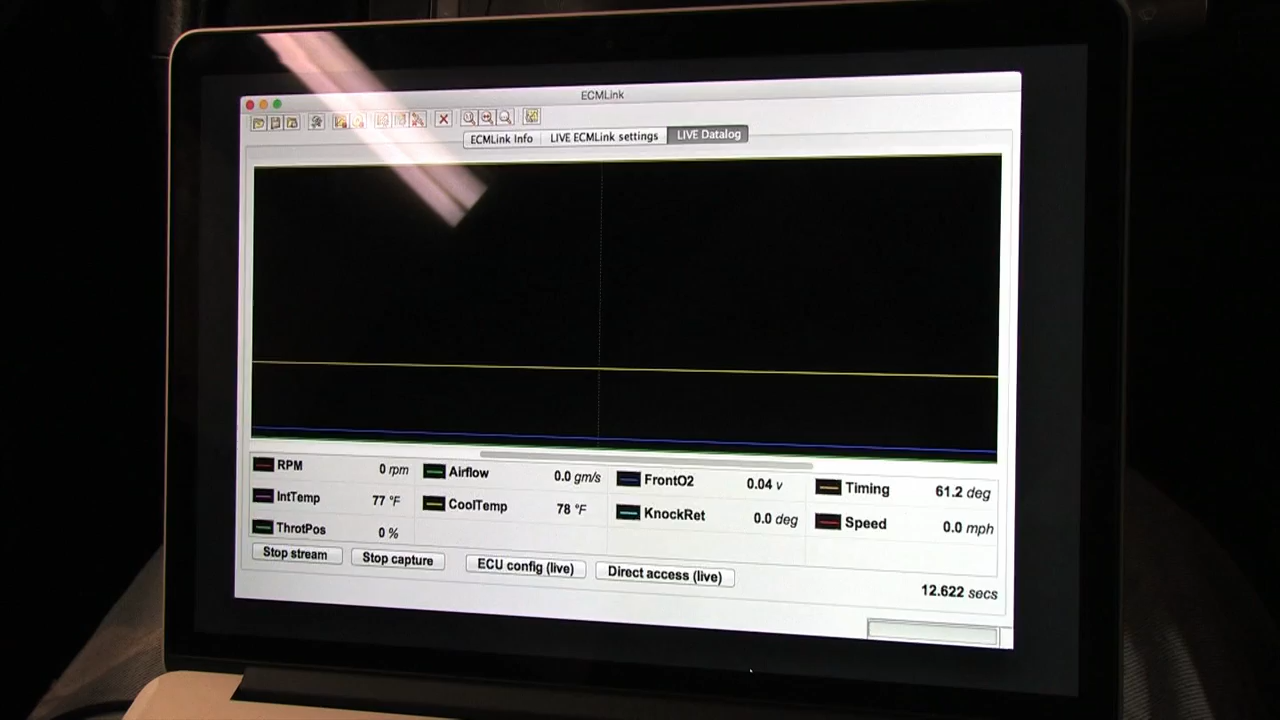 ECMLink
ECMLink Info LIVE ECMLink settings LIVE Datalog
RPM 0 rpm Airflow 0.0 gm/s FrontO2 0.04 v Timing 61.2 deg
IntTemp 77 °F CoolTemp 78 °F KnockRet 0.0 deg Speed 0.0 mph
ThrotPos 0 %
Stop stream Stop capture ECU config (live) Direct access (live)
12.622 secs